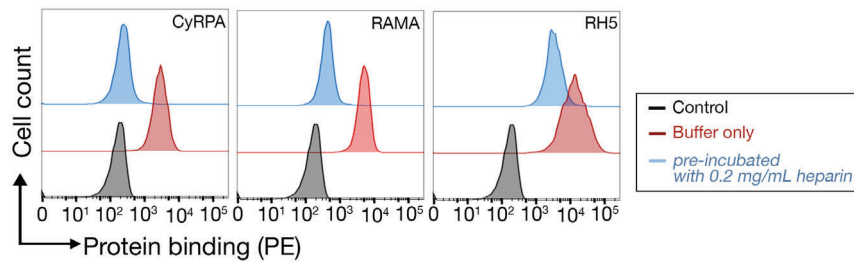 CyRPA
RAMA
RH5
Cell count
0 10¹ 10² 10³ 10⁴ 10⁵
0 10¹ 10² 10³ 10⁴ 10⁵
0 10¹ 10² 10³ 10⁴ 10⁵
Protein binding (PE)
Control
Buffer only
pre-incubated
with 0.2 mg/mL heparin